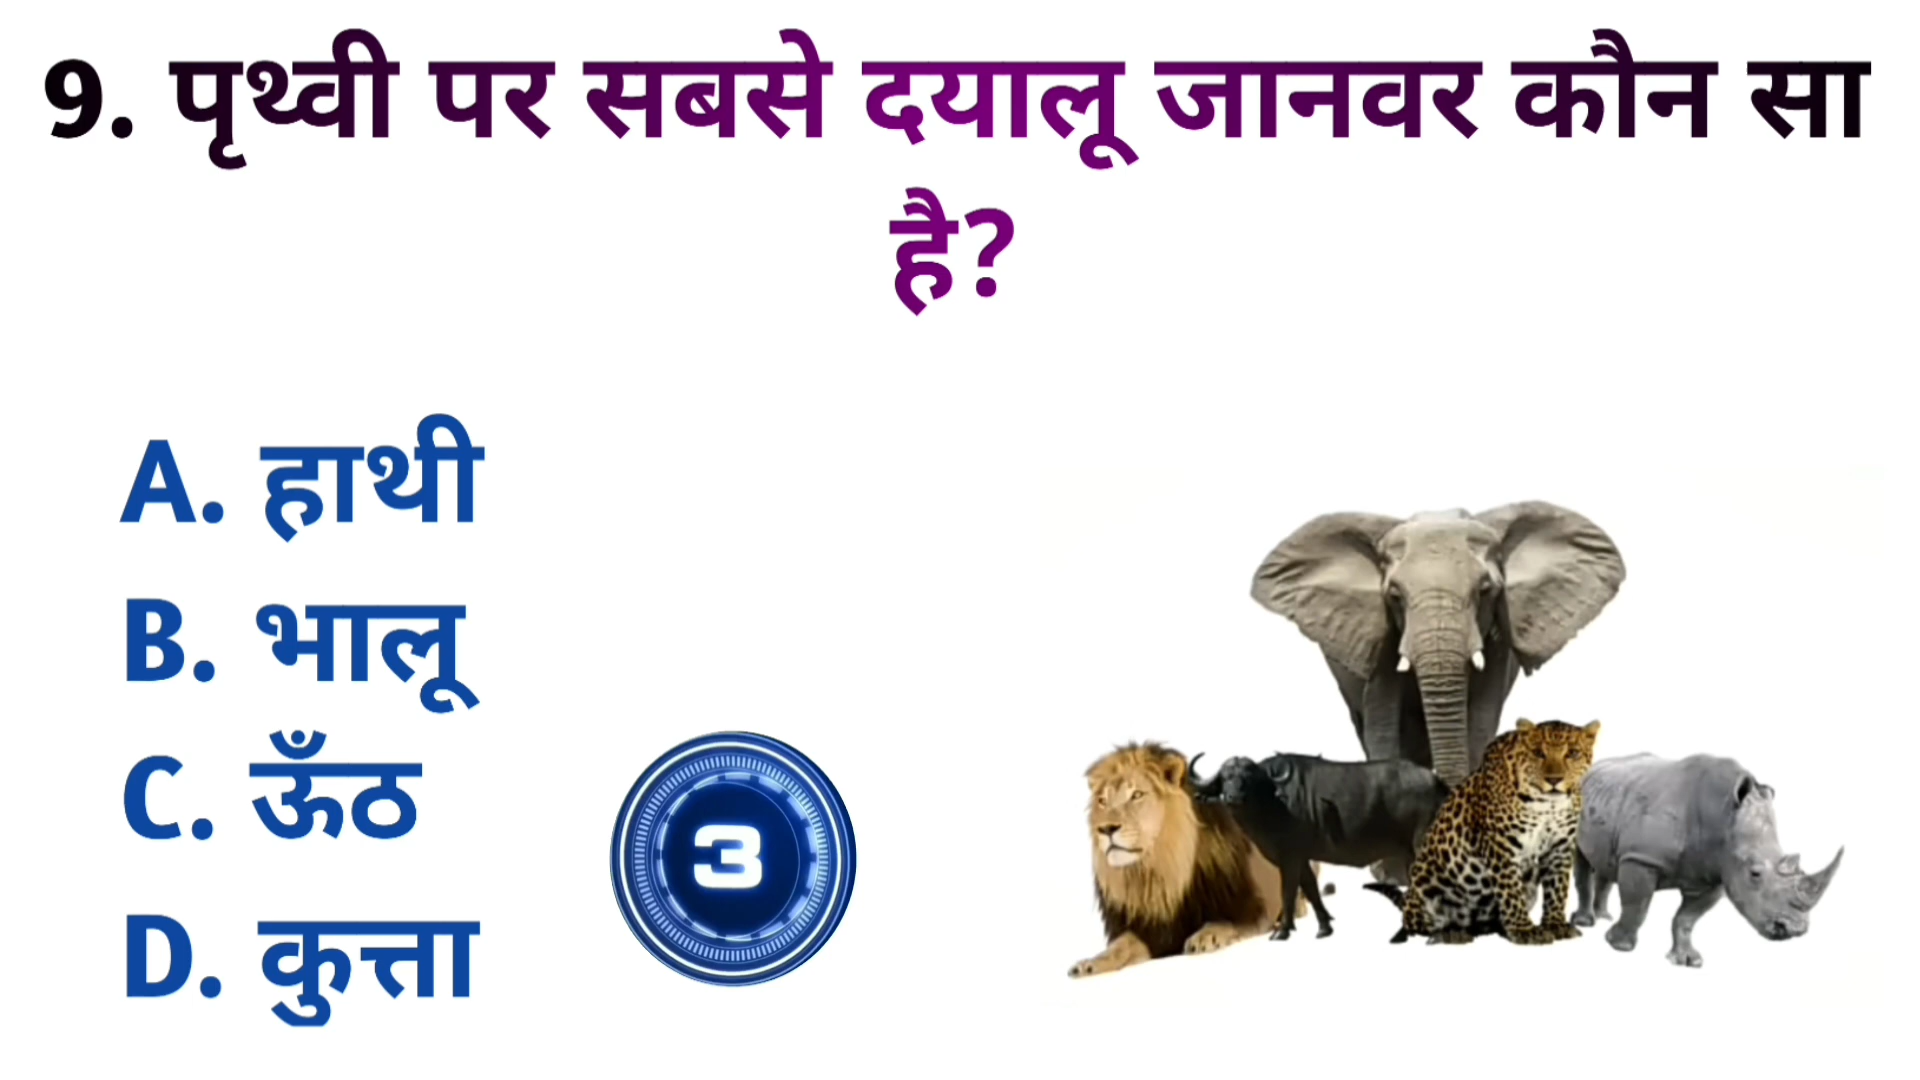 9. पृथ्वी पर सबसे दयालू जानवर कौन सा
है?
A. हाथी
B. भालू
C. ऊँठ
3
D. कुत्ता